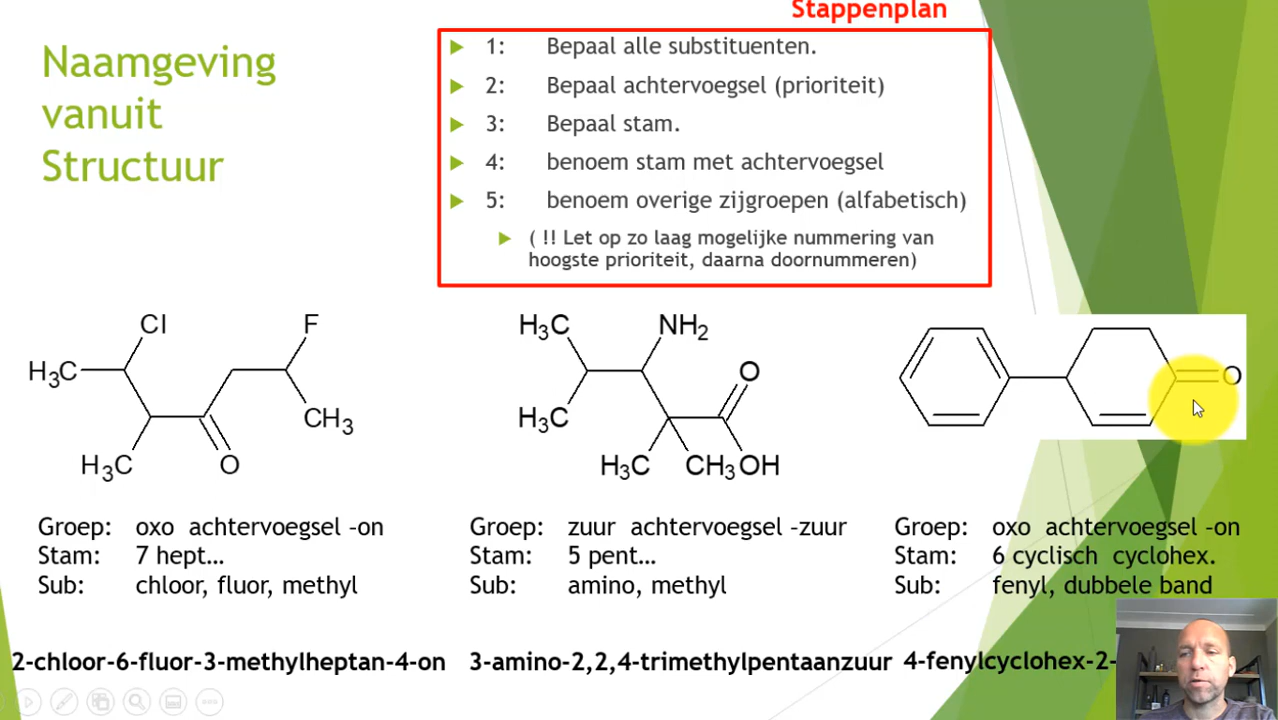 Stappenplan
Naamgeving
vanuit
Structuur
1: Bepaal alle substituenten.
2: Bepaal achtervoegsel (prioriteit)
3: Bepaal stam.
4: benoem stam met achtervoegsel
5: benoem overige zijgroepen (alfabetisch)
( !! Let op zo laag mogelijke nummering van
hoogste prioriteit, daarna doornummeren)
Cl
F
H₃C
CH₃
H₃C
O
H₃C
NH₂
O
H₃C
H₃C
CH₃
OH
O
Groep: oxo achtervoegsel –on
Stam: 7 hept…
Sub: chloor, fluor, methyl
2-chloor-6-fluor-3-methylheptan-4-on
Groep: zuur achtervoegsel –zuur
Stam: 5 pent…
Sub: amino, methyl
3-amino-2,2,4-trimethylpentaanzuur
Groep: oxo achtervoegsel –on
Stam: 6 cyclisch cyclohex.
Sub: fenyl, dubbele band
4-fenylcyclohex-2-